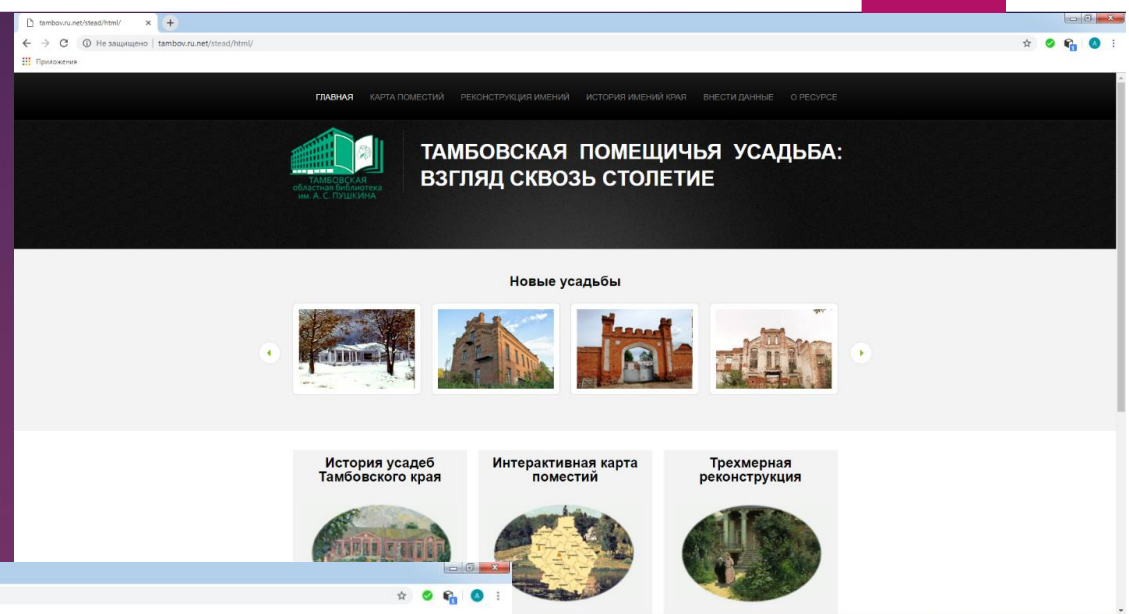 tambov.ru.net/stead/html/
Не защищено | tambov.ru.net/stead/html/
Приложения
ГЛАВНАЯ КАРТА ПОМЕСТИЙ РЕКОНСТРУКЦИЯ ИМЕНИЙ ИСТОРИЯ ИМЕНИЙ КРАЯ ВНЕСТИ ДАННЫЕ О РЕСУРСЕ
ТАМБОВСКАЯ
областная библиотека
им. А. С. ПУШКИНА
ТАМБОВСКАЯ ПОМЕЩИЧЬЯ УСАДЬБА:
ВЗГЛЯД СКВОЗЬ СТОЛЕТИЕ
Новые усадьбы
История усадеб
Тамбовского края
Интерактивная карта
поместий
Трехмерная
реконструкция